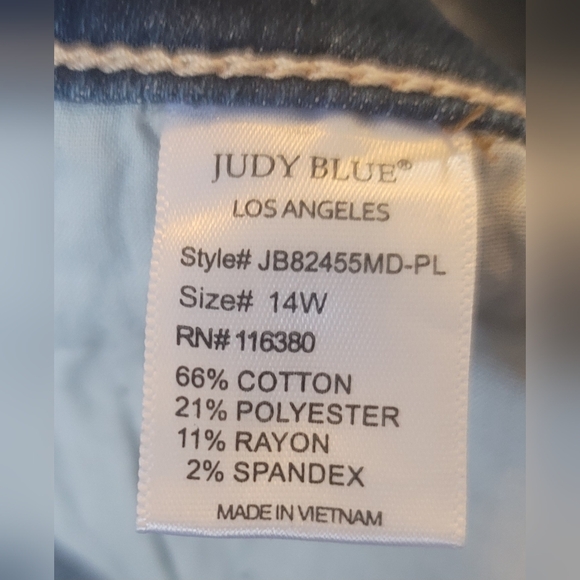 JUDY BLUE®
LOS ANGELES
Style# JB82455MD-PL
Size# 14W
RN# 116380
66% COTTON
21% POLYESTER
11% RAYON
2% SPANDEX
MADE IN VIETNAM